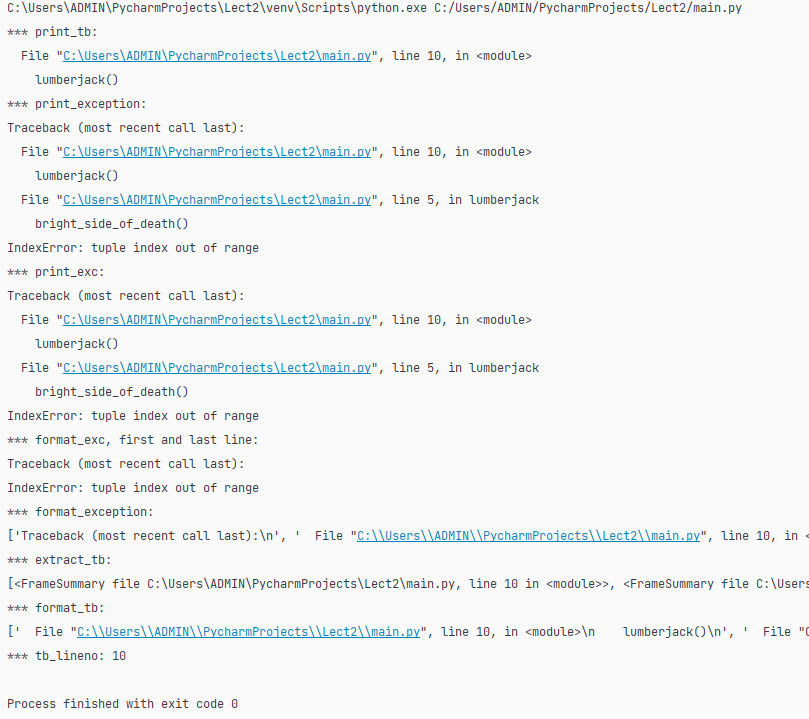 C:\Users\ADMIN\PycharmProjects\Lect2\venv\Scripts\python.exe C:/Users/ADMIN/PycharmProjects/Lect2/main.py
*** print_tb:
  File "C:\Users\ADMIN\PycharmProjects\Lect2\main.py", line 10, in <module>
    lumberjack()
*** print_exception:
Traceback (most recent call last):
  File "C:\Users\ADMIN\PycharmProjects\Lect2\main.py", line 10, in <module>
    lumberjack()
  File "C:\Users\ADMIN\PycharmProjects\Lect2\main.py", line 5, in lumberjack
    bright_side_of_death()
IndexError: tuple index out of range
*** print_exc:
Traceback (most recent call last):
  File "C:\Users\ADMIN\PycharmProjects\Lect2\main.py", line 10, in <module>
    lumberjack()
  File "C:\Users\ADMIN\PycharmProjects\Lect2\main.py", line 5, in lumberjack
    bright_side_of_death()
IndexError: tuple index out of range
*** format_exc, first and last line:
Traceback (most recent call last):
IndexError: tuple index out of range
*** format_exception:
['Traceback (most recent call last):\n', '  File "C:\\Users\\ADMIN\\PycharmProjects\\Lect2\\main.py", line 10, in <
*** extract_tb:
[<FrameSummary file C:\Users\ADMIN\PycharmProjects\Lect2\main.py, line 10 in <module>>, <FrameSummary file C:\Users
*** format_tb:
['  File "C:\\Users\\ADMIN\\PycharmProjects\\Lect2\\main.py", line 10, in <module>\n    lumberjack()\n', '  File "C
*** tb_lineno: 10
Process finished with exit code 0